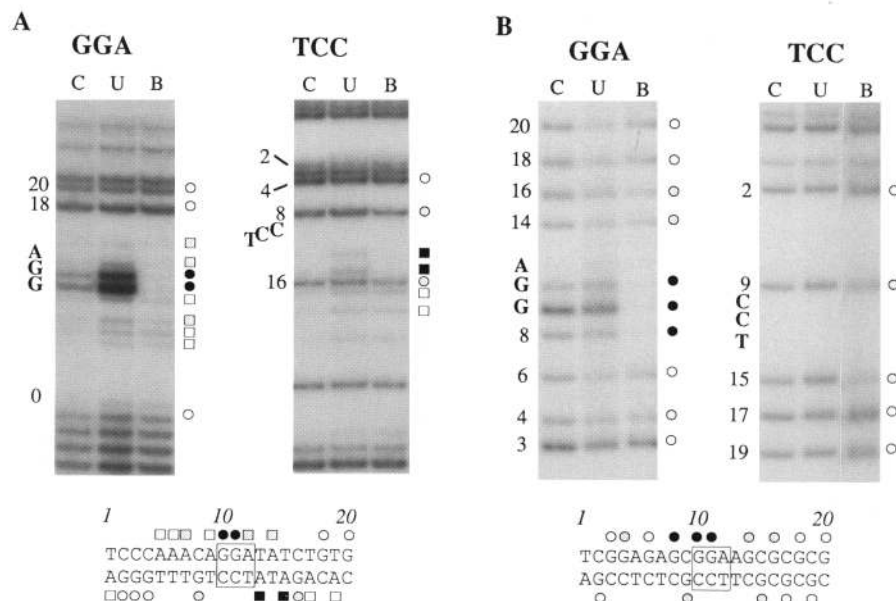 A
GGA
TCC
C U B
C U B
20
18
A
G
G
0
2
4
8
TCC
16
1 10 20
TCCCAAACAGGATATCTGTG
AGGGTTTGTCCTATAGACAC
B
GGA
TCC
C U B
C U B
20
18
16
14
A
G
G
8
6
4
3
2
9
C
C
T
15
17
19
1 10 20
TCGGAGAGCGGAAGCGCGCG
AGCCTCTCGCCTTCGCGCGC